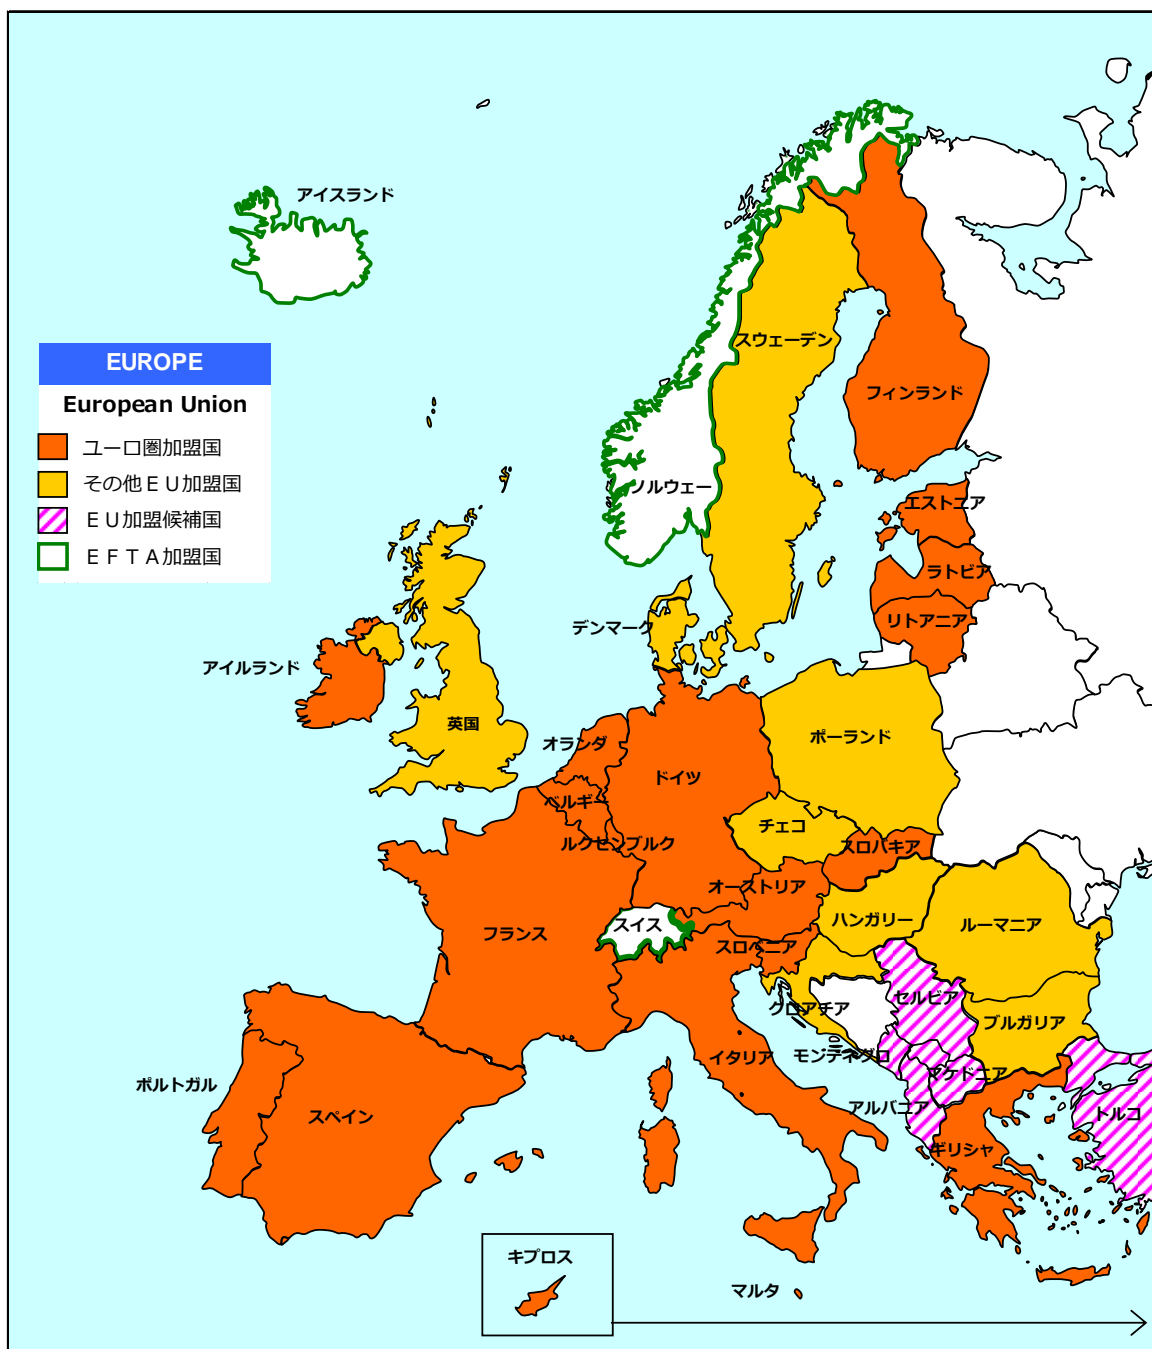 アイスランド
EUROPE
European Union
ユーロ圏加盟国
その他ＥＵ加盟国
ＥＵ加盟候補国
ＥＦＴＡ加盟国
スウェーデン
フィンランド
ノルウェー
エストニア
ラトビア
リトアニア
デンマーク
アイルランド
英国
オランダ
ポーランド
ドイツ
ベルギー
チェコ
ルクセンブルク
スロバキア
オーストリア
スイス
ハンガリー
ルーマニア
フランス
スロベニア
セルビア
クロアチア
ブルガリア
モンテネグロ
イタリア
マケドニア
ポルトガル
スペイン
アルバニア
トルコ
ギリシャ
キプロス
マルタ